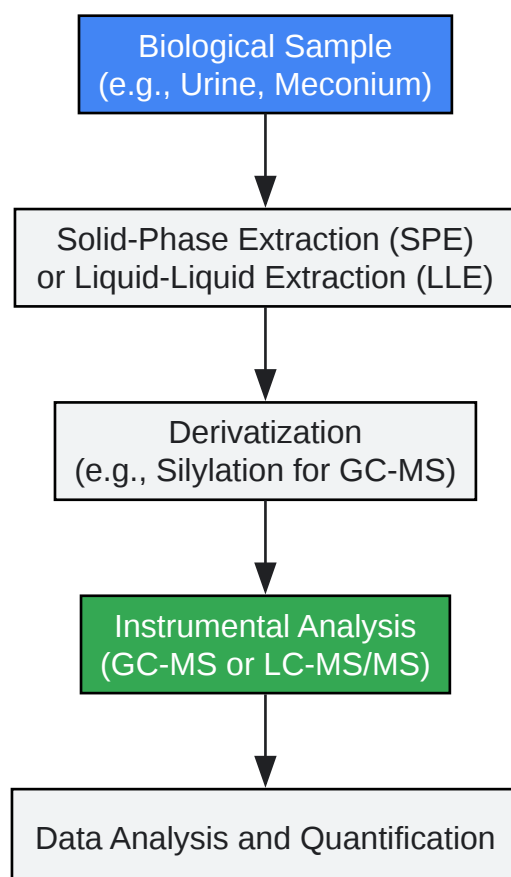 Biological Sample
(e.g., Urine, Meconium)
Solid-Phase Extraction (SPE)
or Liquid-Liquid Extraction (LLE)
Derivatization
(e.g., Silylation for GC-MS)
Instrumental Analysis
(GC-MS or LC-MS/MS)
Data Analysis and Quantification